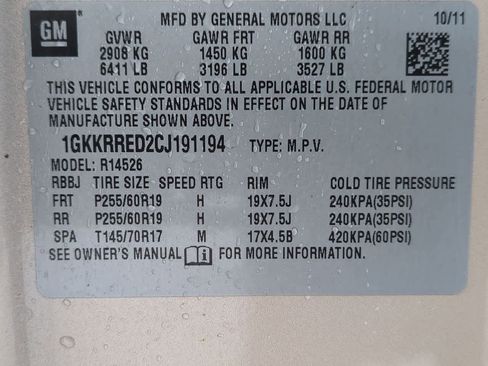 GM
MFD BY GENERAL MOTORS LLC 10/11
GVWR GAWR FRT GAWR RR
2908 KG 1450 KG 1600 KG
6411 LB 3196 LB 3527 LB
THIS VEHICLE CONFORMS TO ALL APPLICABLE U.S. FEDERAL MOTOR
VEHICLE SAFETY STANDARDS IN EFFECT ON THE DATE OF
MANUFACTURE SHOWN ABOVE.
1GKKRRED2CJ191194 TYPE: M.P.V.
MODEL: R14526
RBBJ TIRE SIZE SPEED RTG RIM COLD TIRE PRESSURE
FRT P255/60R19 H 19X7.5J 240KPA(35PSI)
RR P255/60R19 H 19X7.5J 240KPA(35PSI)
SPA T145/70R17 M 17X4.5B 420KPA(60PSI)
SEE OWNER'S MANUAL FOR MORE INFORMATION.